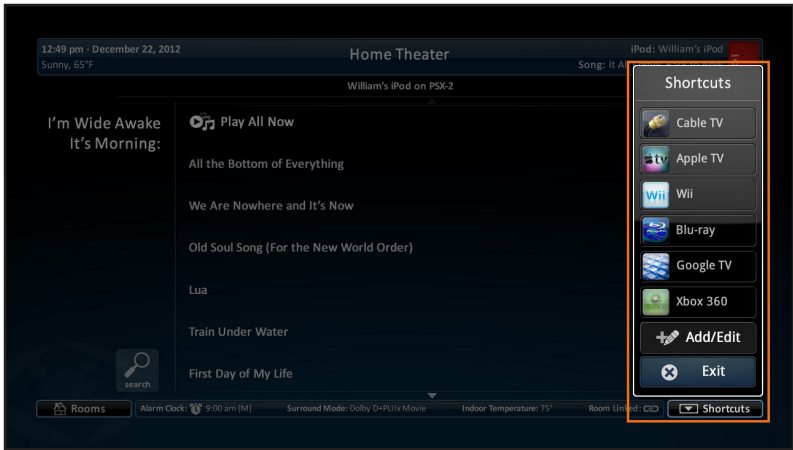 12:49 pm - December 22, 2012
Sunny, 65°F
Home Theater
iPod: William's iPod
Song: It
William's iPod on PSX-2
I'm Wide Awake
It's Morning:
Play All Now
All the Bottom of Everything
We Are Nowhere and It's Now
Old Soul Song (For the New World Order)
Lua
Train Under Water
First Day of My Life
search
Shortcuts
Cable TV
tv Apple TV
Wii Wii
Blu-ray
Google TV
Xbox 360
Add/Edit
Exit
Rooms
Alarm Clock: 9:00 am (M)
Surround Mode: Dolby D+PLIIx Movie
Indoor Temperature: 75°
Room Linked:
Shortcuts